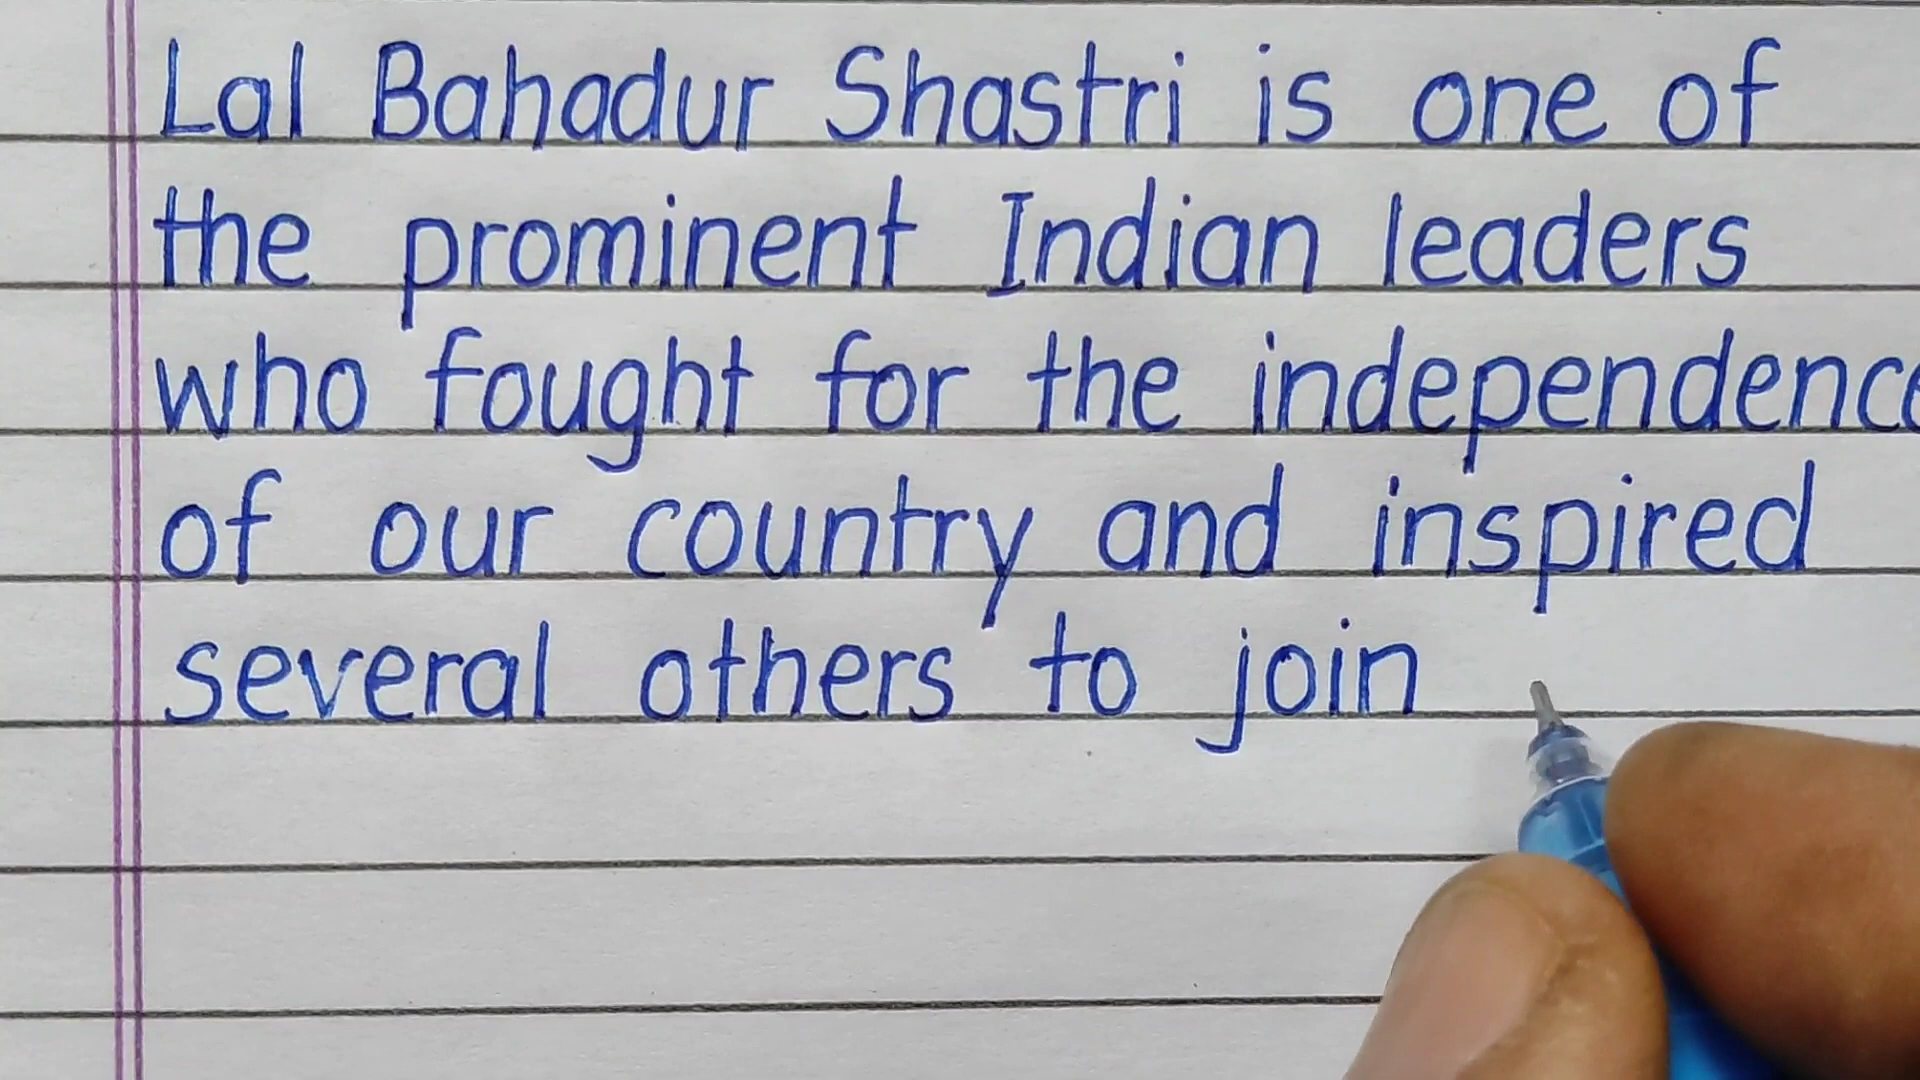 Lal Bahadur Shastri is one of
the prominent Indian leaders
who fought for the independence
of our country and inspired
several others to join